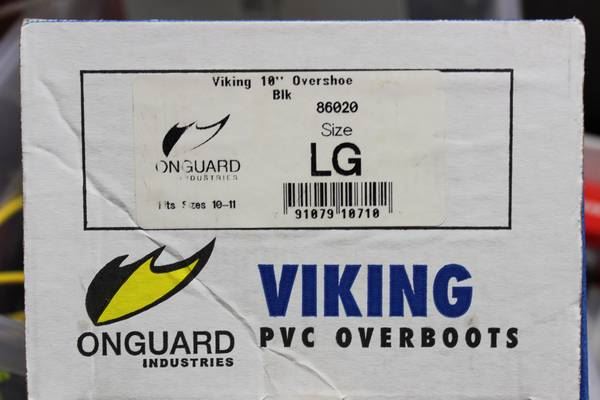 Viking 10" Overshoe
Blk
86020
Size
LG
ONGUARD
INDUSTRIES
Fits Sizes 10-11
91079 10710
ONGUARD
INDUSTRIES
VIKING
PVC OVERBOOTS